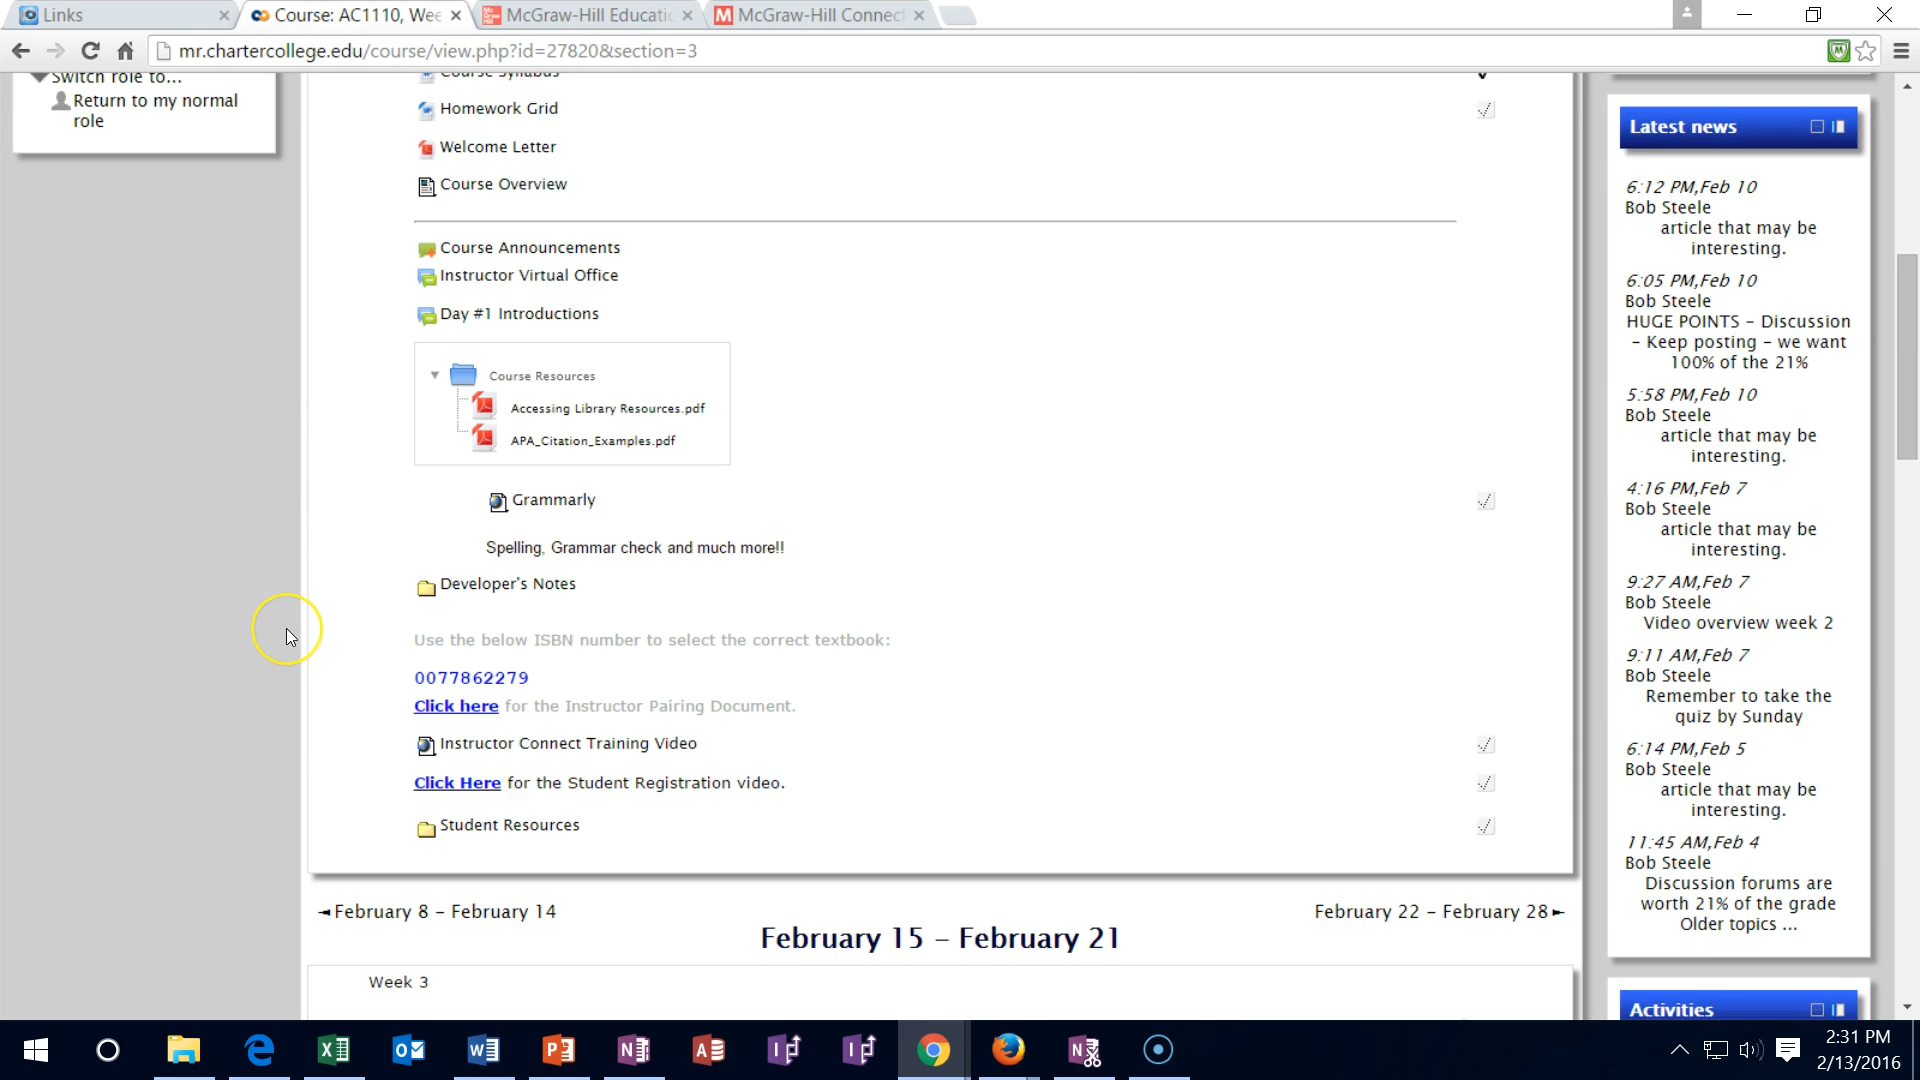 Links
Course: AC1110, Wee
McGraw-Hill Educatio
McGraw-Hill Connect
mr.chartercollege.edu/course/view.php?id=27820&section=3
Switch role to...
Return to my normal
role
Course Syllabus
Homework Grid
Welcome Letter
Course Overview
Course Announcements
Instructor Virtual Office
Day #1 Introductions
Course Resources
Accessing Library Resources.pdf
APA_Citation_Examples.pdf
Grammarly
Spelling, Grammar check and much more!!
Developer's Notes
Use the below ISBN number to select the correct textbook:
0077862279
Click here for the Instructor Pairing Document.
Instructor Connect Training Video
Click Here for the Student Registration video.
Student Resources
◄February 8 - February 14
February 22 - February 28►
February 15 - February 21
Week 3
Latest news
6:12 PM,Feb 10
Bob Steele
article that may be
interesting.
6:05 PM,Feb 10
Bob Steele
HUGE POINTS - Discussion
- Keep posting - we want
100% of the 21%
5:58 PM,Feb 10
Bob Steele
article that may be
interesting.
4:16 PM,Feb 7
Bob Steele
article that may be
interesting.
9:27 AM,Feb 7
Bob Steele
Video overview week 2
9:11 AM,Feb 7
Bob Steele
Remember to take the
quiz by Sunday
6:14 PM,Feb 5
Bob Steele
article that may be
interesting.
11:45 AM,Feb 4
Bob Steele
Discussion forums are
worth 21% of the grade
Older topics ...
Activities
2:31 PM
2/13/2016